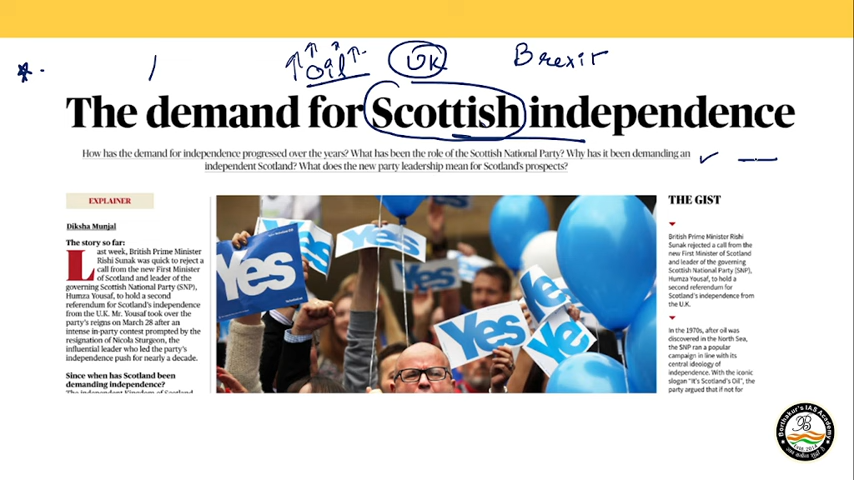 Oil
UK
Brexit
The demand for Scottish independence
How has the demand for independence progressed over the years? What has been the role of the Scottish National Party? Why has it been demanding an
independent Scotland? What does the new party leadership mean for Scotland's prospects?
EXPLAINER
Diksha Munjal
The story so far:
Last week, British Prime Minister
Rishi Sunak was quick to reject a
call from the new First Minister
of Scotland and leader of the
governing Scottish National Party (SNP),
Humza Yousaf, to hold a second
referendum for Scotland's independence
from the U.K. Mr. Yousaf took over the
party's reigns on March 28 after an
intense in-party contest prompted by the
resignation of Nicola Sturgeon, the
influential leader who led the party's
independence push for nearly a decade.
Since when has Scotland been
demanding independence?
The independent Kingdom of Scotland
Yes
Yes
Yes
Yes
Yes
Ye
THE GIST
British Prime Minister Rishi
Sunak rejected a call from the
new First Minister of Scotland
and leader of the governing
Scottish National Party (SNP),
Humza Yousaf, to hold a
second referendum for
Scotland's independence from
the U.K.
In the 1970s, after oil was
discovered in the North Sea,
the SNP ran a popular
campaign in line with its
central ideology of
independence. With the iconic
slogan "It's Scotland's Oil", the
party argued that if not for
Borthakur's IAS Academy
B